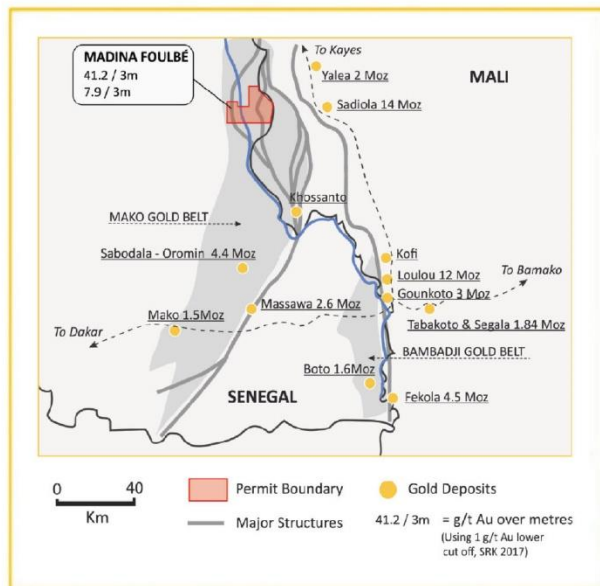 MADINA FOULBÉ
41.2 / 3m
7.9 / 3m
To Kayes
Yalea 2 Moz
MALI
Sadiola 14 Moz
Khossanto
MAKO GOLD BELT
Sabodala - Oromin 4.4 Moz
Kofi
Loulou 12 Moz
To Bamako
Gounkoto 3 Moz
Massawa 2.6 Moz
Mako 1.5Moz
Tabakoto & Segala 1.84 Moz
To Dakar
BAMBADJI GOLD BELT
Boto 1.6Moz
SENEGAL
Fekola 4.5 Moz
0 40
Km
Permit Boundary
Gold Deposits
Major Structures
41.2 / 3m = g/t Au over metres
(Using 1 g/t Au lower
cut off, SRK 2017)